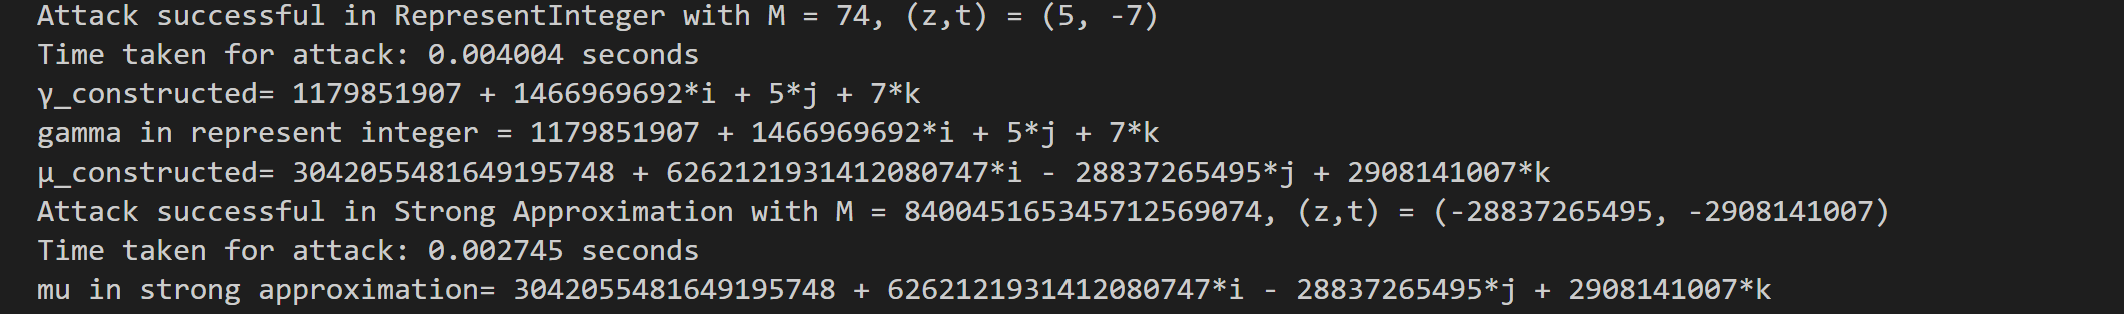 Attack successful in RepresentInteger with M = 74, (z,t) = (5, -7)
Time taken for attack: 0.004004 seconds
γ_constructed= 1179851907 + 1466969692*i + 5*j + 7*k
gamma in represent integer = 1179851907 + 1466969692*i + 5*j + 7*k
μ_constructed= 3042055481649195748 + 6262121931412080747*i - 28837265495*j + 2908141007*k
Attack successful in Strong Approximation with M = 840045165345712569074, (z,t) = (-28837265495, -2908141007)
Time taken for attack: 0.002745 seconds
mu in strong approximation= 3042055481649195748 + 6262121931412080747*i - 28837265495*j + 2908141007*k